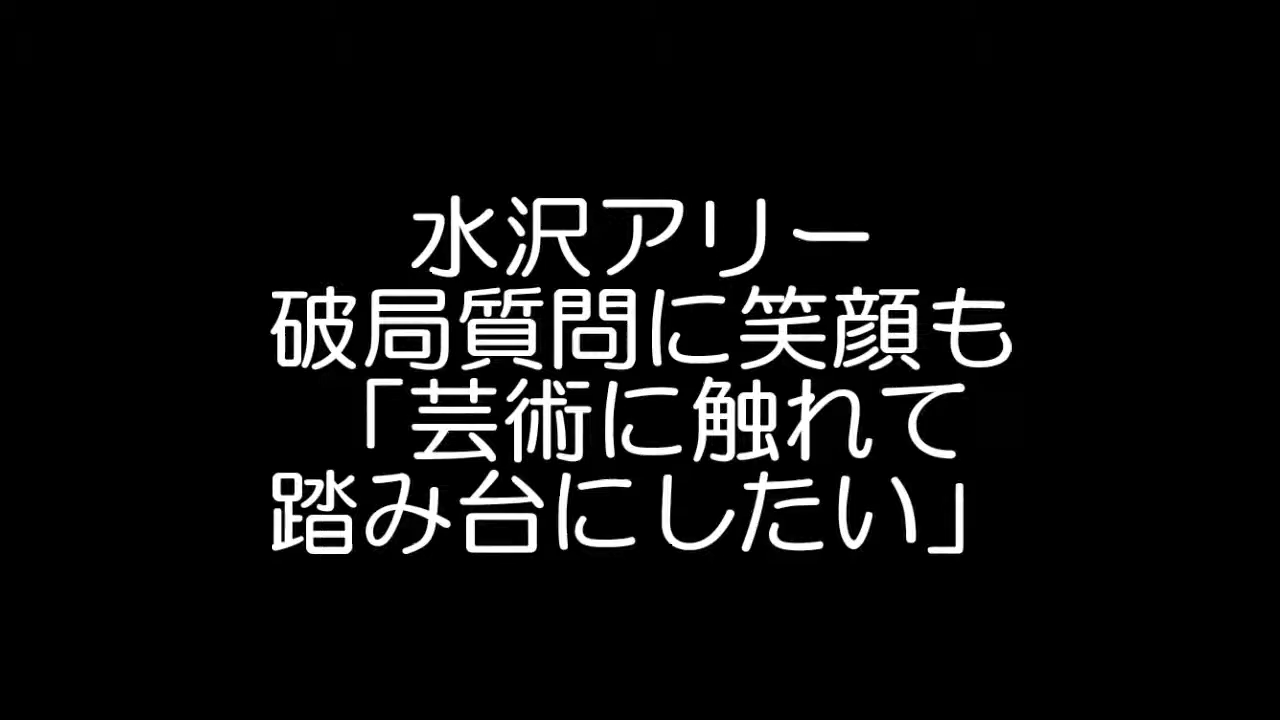 水沢アリー
破局質問に笑顔も
「芸術に触れて
踏み台にしたい」